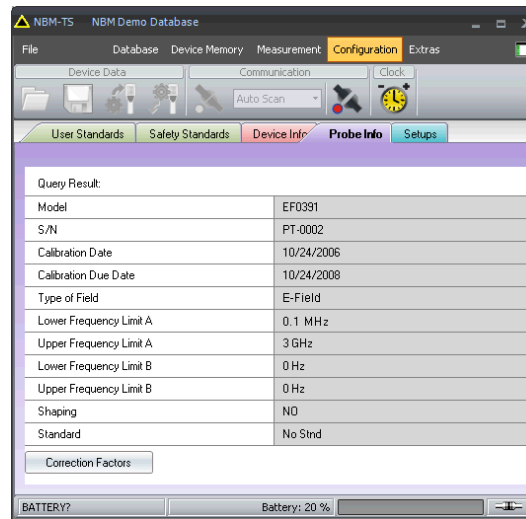 NBM-TS NBM Demo Database
File Database Device Memory Measurement Configuration Extras
Device Data Communication Clock
Auto Scan
User Standards Safety Standards Device Info Probe Info Setups
Query Result:
Model EF0391
S/N PT-0002
Calibration Date 10/24/2006
Calibration Due Date 10/24/2008
Type of Field E-Field
Lower Frequency Limit A 0.1 MHz
Upper Frequency Limit A 3 GHz
Lower Frequency Limit B 0 Hz
Upper Frequency Limit B 0 Hz
Shaping NO
Standard No Stnd
Correction Factors
BATTERY? Battery: 20 %